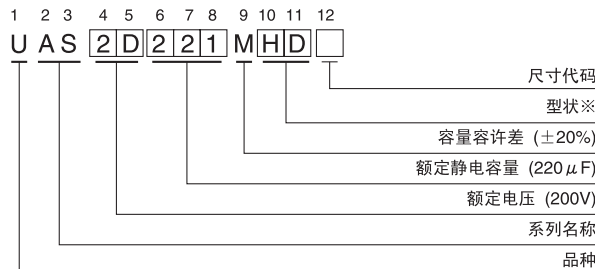 1 2 3 4 5 6 7 8 9 10 11 12
U A S 2 D 2 2 1 M H D
尺寸代码
型状※
容量容许差 (±20%)
额定静电容量 (220μF)
额定电压 (200V)
系列名称
品种